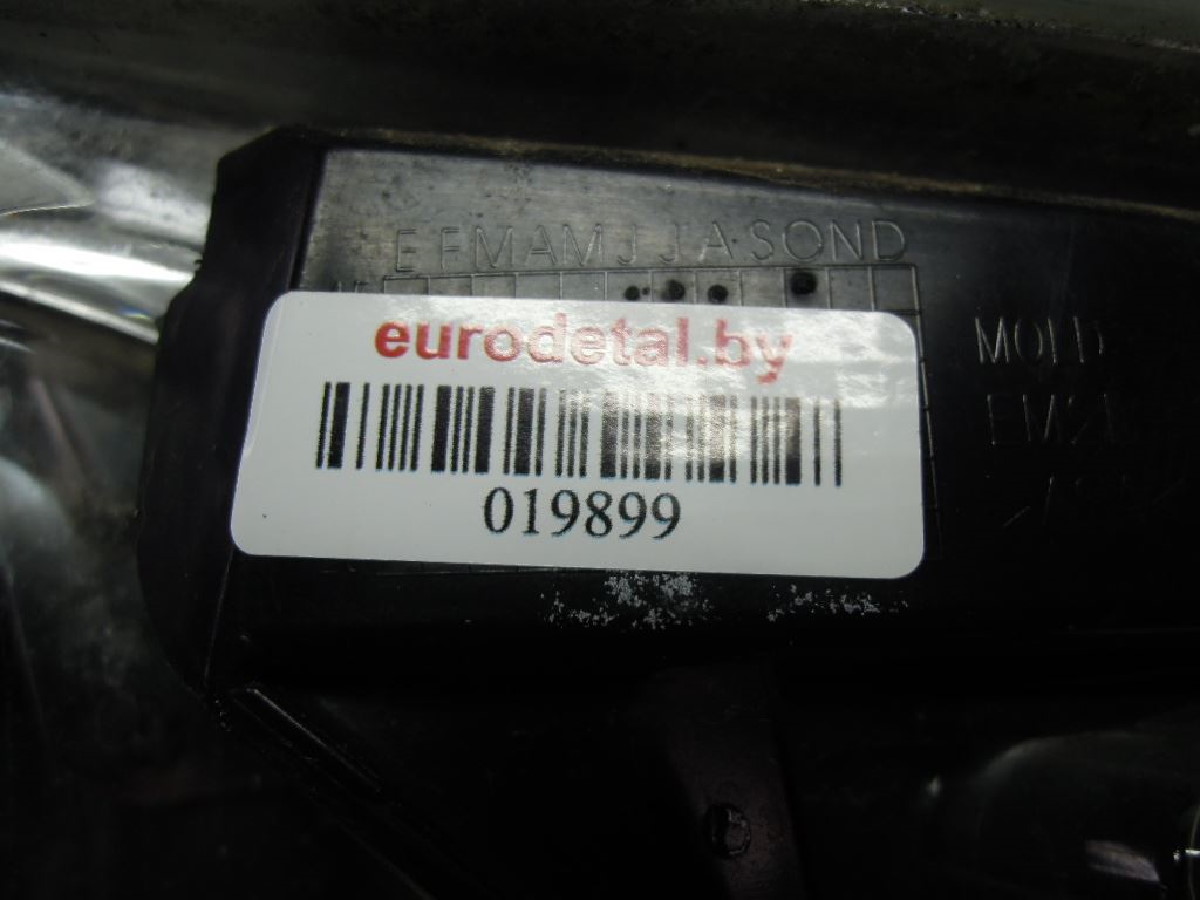 E F M A M J J A S O N D
eurodetal.by
019899
MOLD